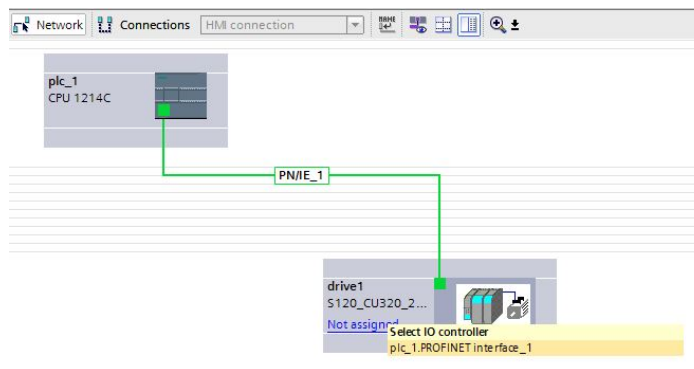 Network Connections HMI connection
plc_1
CPU 1214C
PN/IE_1
drive1
S120_CU320_2...
Not assigned
Select IO controller
plc_1.PROFINET interface_1